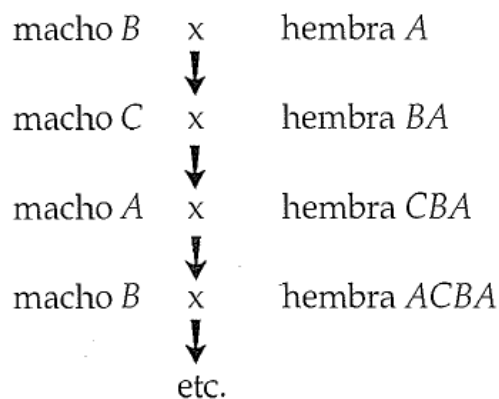 macho B x hembra A
macho C x hembra BA
macho A x hembra CBA
macho B x hembra ACBA
etc.